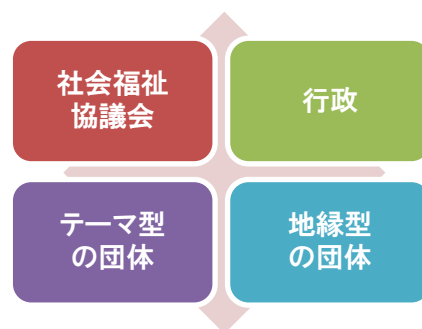 社会福祉
協議会
行政
テーマ型
の団体
地縁型
の団体